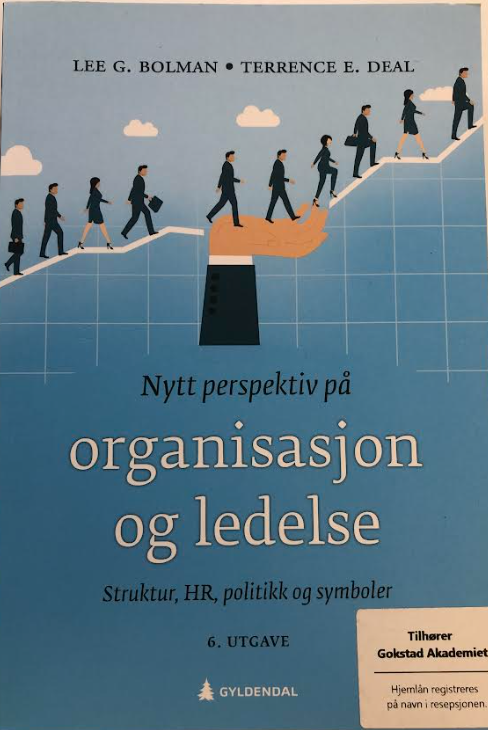 LEE G. BOLMAN • TERRENCE E. DEAL
Nytt perspektiv på
organisasjon
og ledelse
Struktur, HR, politikk og symboler
6. UTGAVE
GYLDENDAL
Tilhører
Gokstad Akademiet
Hjemlån registreres
på navn i resepsjonen.